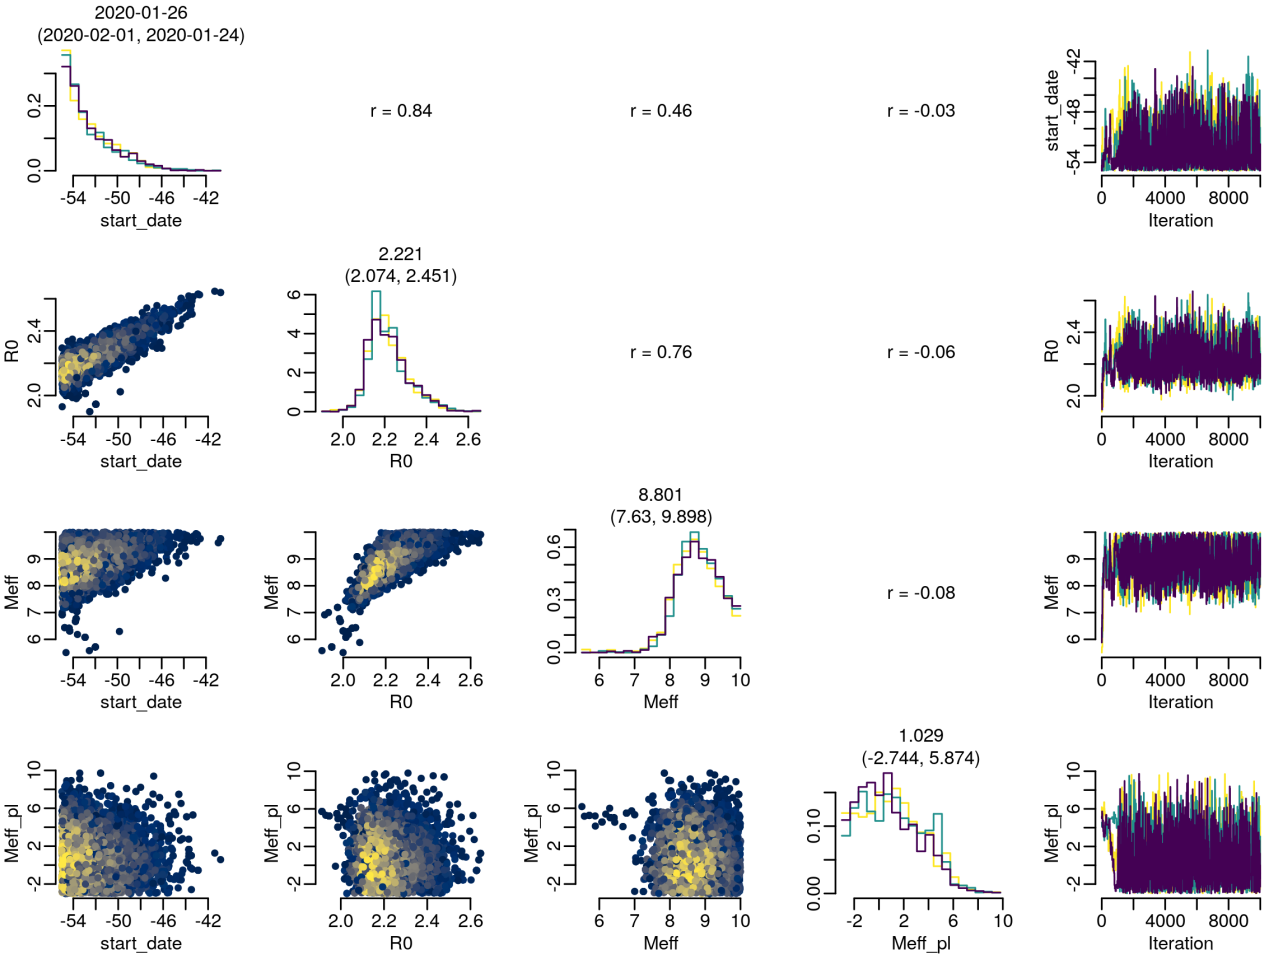 2020-01-26
(2020-02-01, 2020-01-24)
0.0 0.2
-54 -50 -46 -42
start_date
r = 0.84
r = 0.46
r = -0.03
start_date
-54 -48 -42
0 4000 8000
Iteration
R0
2.0 2.4
-54 -50 -46 -42
start_date
2.221
(2.074, 2.451)
0 2 4 6
2.0 2.2 2.4 2.6
R0
r = 0.76
r = -0.06
R0
2.0 2.4
0 4000 8000
Iteration
Meff
6 7 8 9
-54 -50 -46 -42
start_date
Meff
6 7 8 9
2.0 2.2 2.4 2.6
R0
8.801
(7.63, 9.898)
0.0 0.3 0.6
6 7 8 9 10
Meff
r = -0.08
Meff
6 7 8 9
0 4000 8000
Iteration
Meff_pl
-2 2 6 10
-54 -50 -46 -42
start_date
Meff_pl
-2 2 6 10
2.0 2.2 2.4 2.6
R0
Meff_pl
-2 2 6 10
6 7 8 9 10
Meff
1.029
(-2.744, 5.874)
0.00 0.10
-2 2 6 10
Meff_pl
Meff_pl
-2 2 6 10
0 4000 8000
Iteration